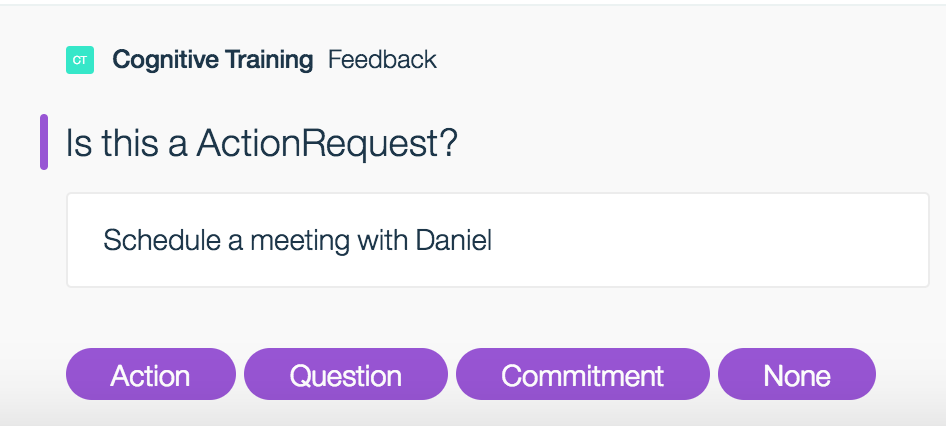 CT Cognitive Training Feedback
Is this a ActionRequest?
Schedule a meeting with Daniel
Action Question Commitment None